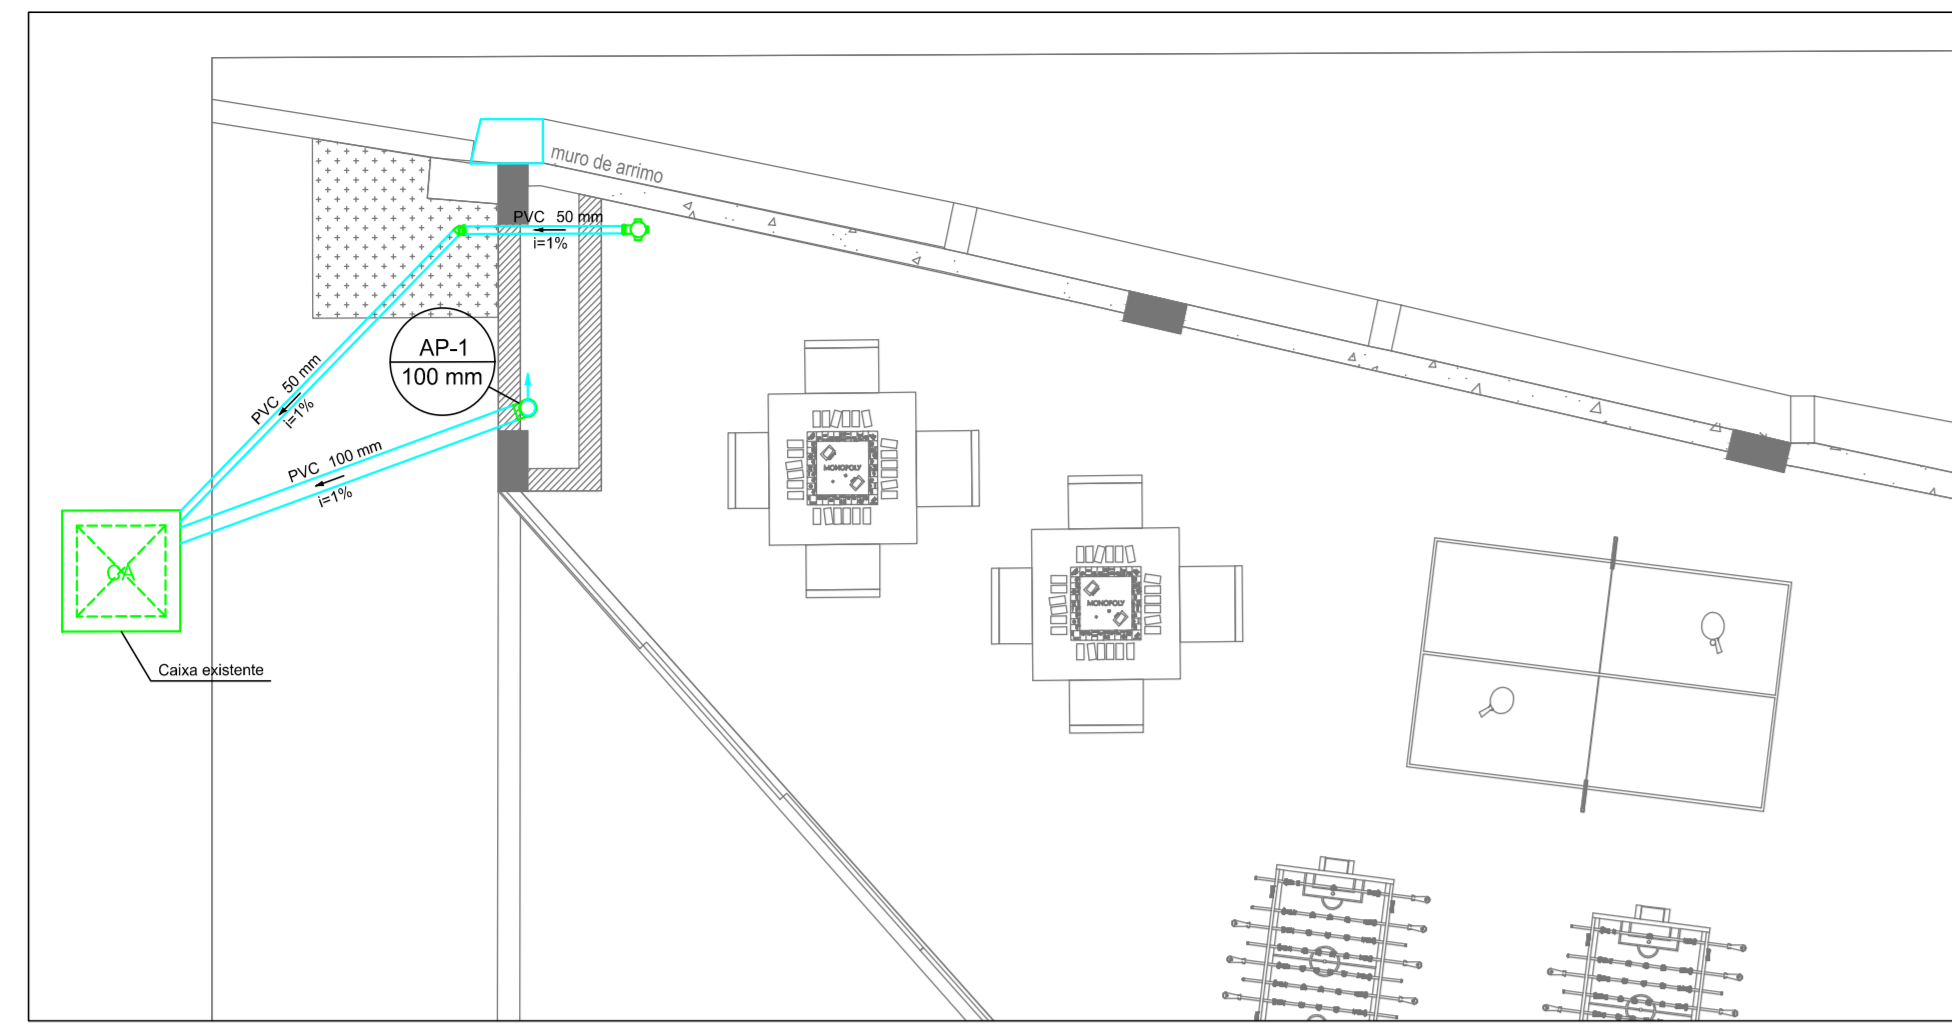 muro de arrimo
PVC 50 mm
i=1%
AP-1
100 mm
PVC 50 mm
i=1%
PVC 100 mm
i=1%
CA
Caixa existente
MONOPOLY
MONOPOLY